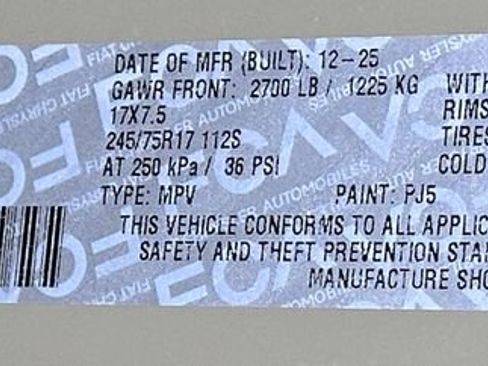 DATE OF MFR (BUILT): 12-25
GAWR FRONT: 2700 LB / 1225 KG WITH
17X7.5 RIMS
245/75R17 112S TIRES
AT 250 kPa / 36 PSI COLD
TYPE: MPV PAINT: PJ5
THIS VEHICLE CONFORMS TO ALL APPLIC
SAFETY AND THEFT PREVENTION STA
MANUFACTURE SHO